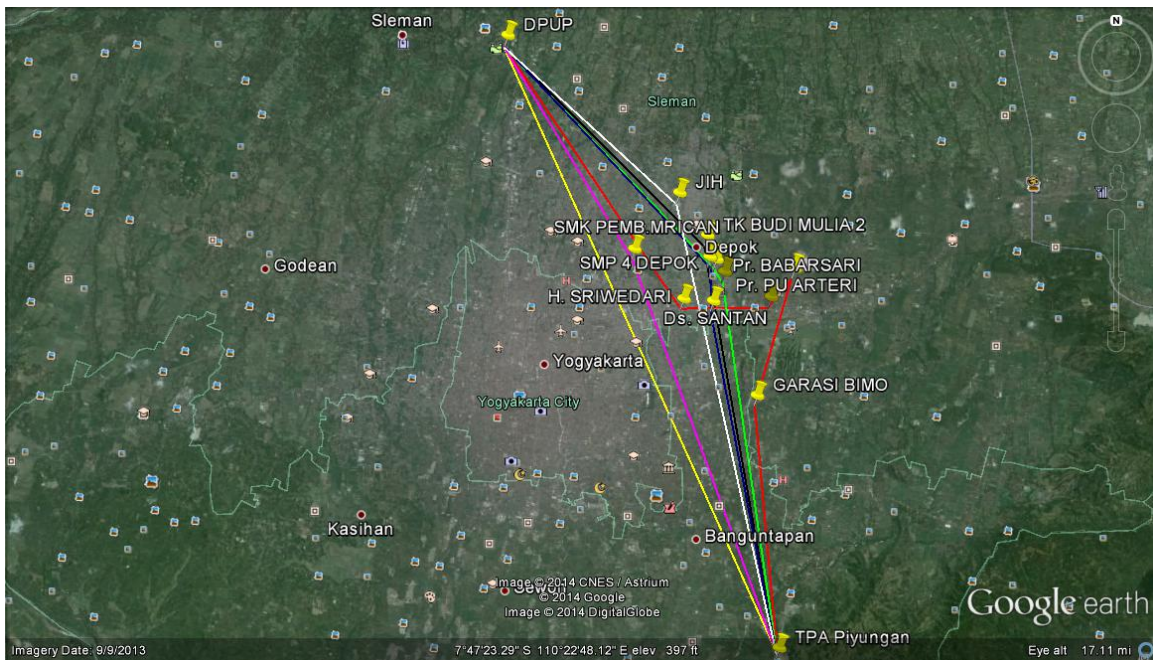 N
DPUP
Sleman
Sleman
JIH
SMK PEMB.MRICAN
TK BUDI MULIA 2
Depok
SMP 4 DEPOK
Pr. BABARSARI
Godean
Pr. PU ARTERI
H. SRIWEDARI
Ds. SANTAN
H
Yogyakarta
GARASI BIMO
Yogyakarta City
H
Kasihan
Banguntapan
Image © 2014 CNES / Astrium
Sewon
© 2014 Google
Image © 2014 DigitalGlobe
Google earth
TPA Piyungan
Imagery Date: 9/9/2013
7°47'23.29" S 110°22'48.12" E elev 397 ft
Eye alt 17.11 mi